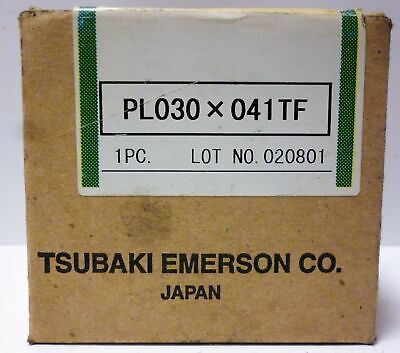 PL030×041TF
1PC. LOT NO. 020801
TSUBAKI EMERSON CO.
JAPAN